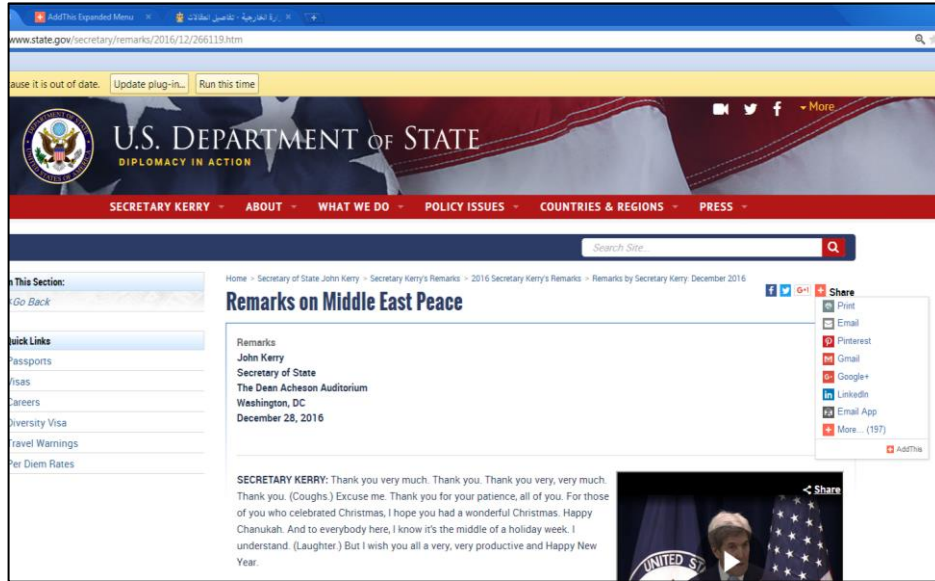 AddThis Expanded Menu
رارة الخارجية - تفاصيل المقالات
www.state.gov/secretary/remarks/2016/12/266119.htm
ause it is out of date. Update plug-in... Run this time
U.S. DEPARTMENT OF STATE
DIPLOMACY IN ACTION
More
SECRETARY KERRY ABOUT WHAT WE DO POLICY ISSUES COUNTRIES & REGIONS PRESS
Search Site...
n This Section:
Go Back
Quick Links
Passports
Visas
Careers
Diversity Visa
Travel Warnings
Per Diem Rates
Home > Secretary of State John Kerry > Secretary Kerry's Remarks > 2016 Secretary Kerry's Remarks > Remarks by Secretary Kerry: December 2016
Remarks on Middle East Peace
Share
Print
Email
Pinterest
Gmail
Google+
LinkedIn
Email App
More... (197)
AddThis
Remarks
John Kerry
Secretary of State
The Dean Acheson Auditorium
Washington, DC
December 28, 2016
SECRETARY KERRY: Thank you very much. Thank you. Thank you very, very much.
Thank you. (Coughs.) Excuse me. Thank you for your patience, all of you. For those
of you who celebrated Christmas, I hope you had a wonderful Christmas. Happy
Chanukah. And to everybody here, I know it's the middle of a holiday week. I
understand. (Laughter.) But I wish you all a very, very productive and Happy New
Year.
Share
UNITED ST